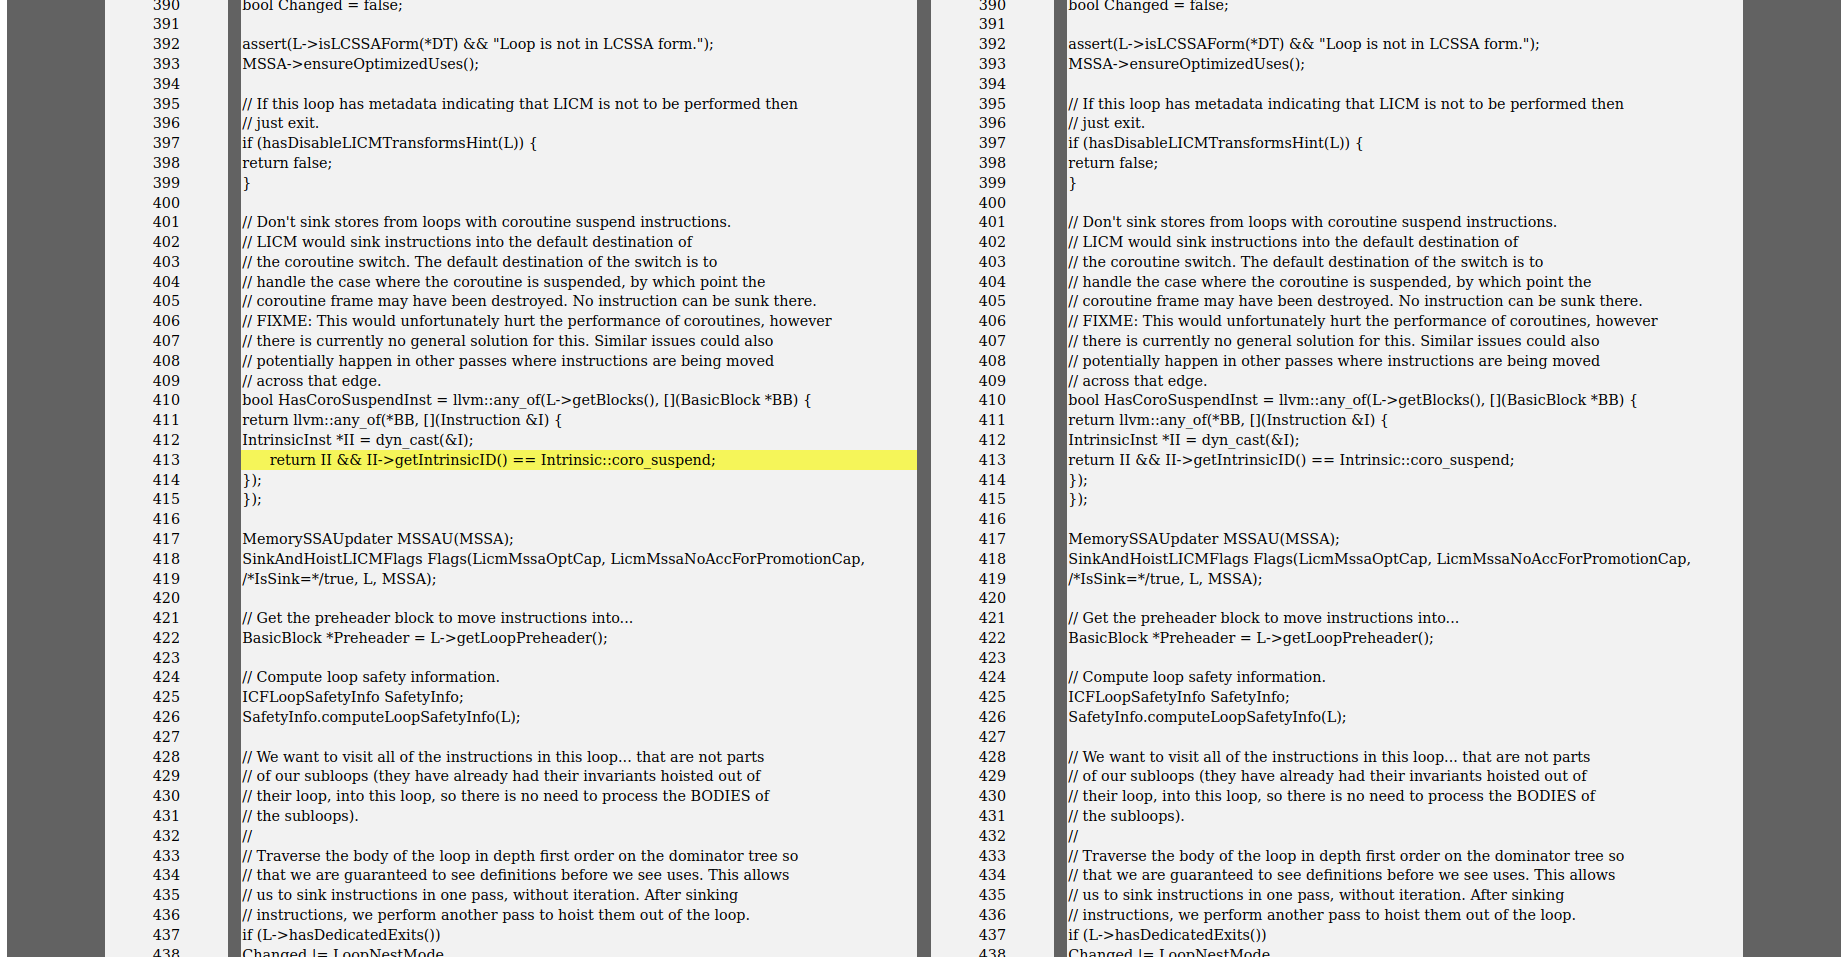 390 bool Changed = false;
391
392 assert(L->isLCSSAForm(*DT) && "Loop is not in LCSSA form.");
393 MSSA->ensureOptimizedUses();
394
395 // If this loop has metadata indicating that LICM is not to be performed then
396 // just exit.
397 if (hasDisableLICMTransformsHint(L)) {
398 return false;
399 }
400
401 // Don't sink stores from loops with coroutine suspend instructions.
402 // LICM would sink instructions into the default destination of
403 // the coroutine switch. The default destination of the switch is to
404 // handle the case where the coroutine is suspended, by which point the
405 // coroutine frame may have been destroyed. No instruction can be sunk there.
406 // FIXME: This would unfortunately hurt the performance of coroutines, however
407 // there is currently no general solution for this. Similar issues could also
408 // potentially happen in other passes where instructions are being moved
409 // across that edge.
410 bool HasCoroSuspendInst = llvm::any_of(L->getBlocks(), [](BasicBlock *BB) {
411 return llvm::any_of(*BB, [](Instruction &I) {
412 IntrinsicInst *II = dyn_cast(&I);
413 return II && II->getIntrinsicID() == Intrinsic::coro_suspend;
414 });
415 });
416
417 MemorySSAUpdater MSSAU(MSSA);
418 SinkAndHoistLICMFlags Flags(LicmMssaOptCap, LicmMssaNoAccForPromotionCap,
419 /*IsSink=*/true, L, MSSA);
420
421 // Get the preheader block to move instructions into...
422 BasicBlock *Preheader = L->getLoopPreheader();
423
424 // Compute loop safety information.
425 ICFLoopSafetyInfo SafetyInfo;
426 SafetyInfo.computeLoopSafetyInfo(L);
427
428 // We want to visit all of the instructions in this loop... that are not parts
429 // of our subloops (they have already had their invariants hoisted out of
430 // their loop, into this loop, so there is no need to process the BODIES of
431 // the subloops).
432 //
433 // Traverse the body of the loop in depth first order on the dominator tree so
434 // that we are guaranteed to see definitions before we see uses. This allows
435 // us to sink instructions in one pass, without iteration. After sinking
436 // instructions, we perform another pass to hoist them out of the loop.
437 if (L->hasDedicatedExits())
438 Changed |= LoopNestMode
390 bool Changed = false;
391
392 assert(L->isLCSSAForm(*DT) && "Loop is not in LCSSA form.");
393 MSSA->ensureOptimizedUses();
394
395 // If this loop has metadata indicating that LICM is not to be performed then
396 // just exit.
397 if (hasDisableLICMTransformsHint(L)) {
398 return false;
399 }
400
401 // Don't sink stores from loops with coroutine suspend instructions.
402 // LICM would sink instructions into the default destination of
403 // the coroutine switch. The default destination of the switch is to
404 // handle the case where the coroutine is suspended, by which point the
405 // coroutine frame may have been destroyed. No instruction can be sunk there.
406 // FIXME: This would unfortunately hurt the performance of coroutines, however
407 // there is currently no general solution for this. Similar issues could also
408 // potentially happen in other passes where instructions are being moved
409 // across that edge.
410 bool HasCoroSuspendInst = llvm::any_of(L->getBlocks(), [](BasicBlock *BB) {
411 return llvm::any_of(*BB, [](Instruction &I) {
412 IntrinsicInst *II = dyn_cast(&I);
413 return II && II->getIntrinsicID() == Intrinsic::coro_suspend;
414 });
415 });
416
417 MemorySSAUpdater MSSAU(MSSA);
418 SinkAndHoistLICMFlags Flags(LicmMssaOptCap, LicmMssaNoAccForPromotionCap,
419 /*IsSink=*/true, L, MSSA);
420
421 // Get the preheader block to move instructions into...
422 BasicBlock *Preheader = L->getLoopPreheader();
423
424 // Compute loop safety information.
425 ICFLoopSafetyInfo SafetyInfo;
426 SafetyInfo.computeLoopSafetyInfo(L);
427
428 // We want to visit all of the instructions in this loop... that are not parts
429 // of our subloops (they have already had their invariants hoisted out of
430 // their loop, into this loop, so there is no need to process the BODIES of
431 // the subloops).
432 //
433 // Traverse the body of the loop in depth first order on the dominator tree so
434 // that we are guaranteed to see definitions before we see uses. This allows
435 // us to sink instructions in one pass, without iteration. After sinking
436 // instructions, we perform another pass to hoist them out of the loop.
437 if (L->hasDedicatedExits())
438 Changed |= LoopNestMode